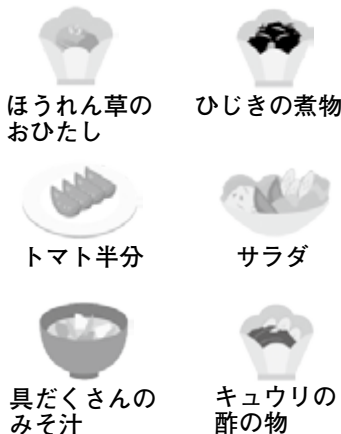 ほうれん草の
おひたし
ひじきの煮物
トマト半分
サラダ
具だくさんの
みそ汁
キュウリの
酢の物